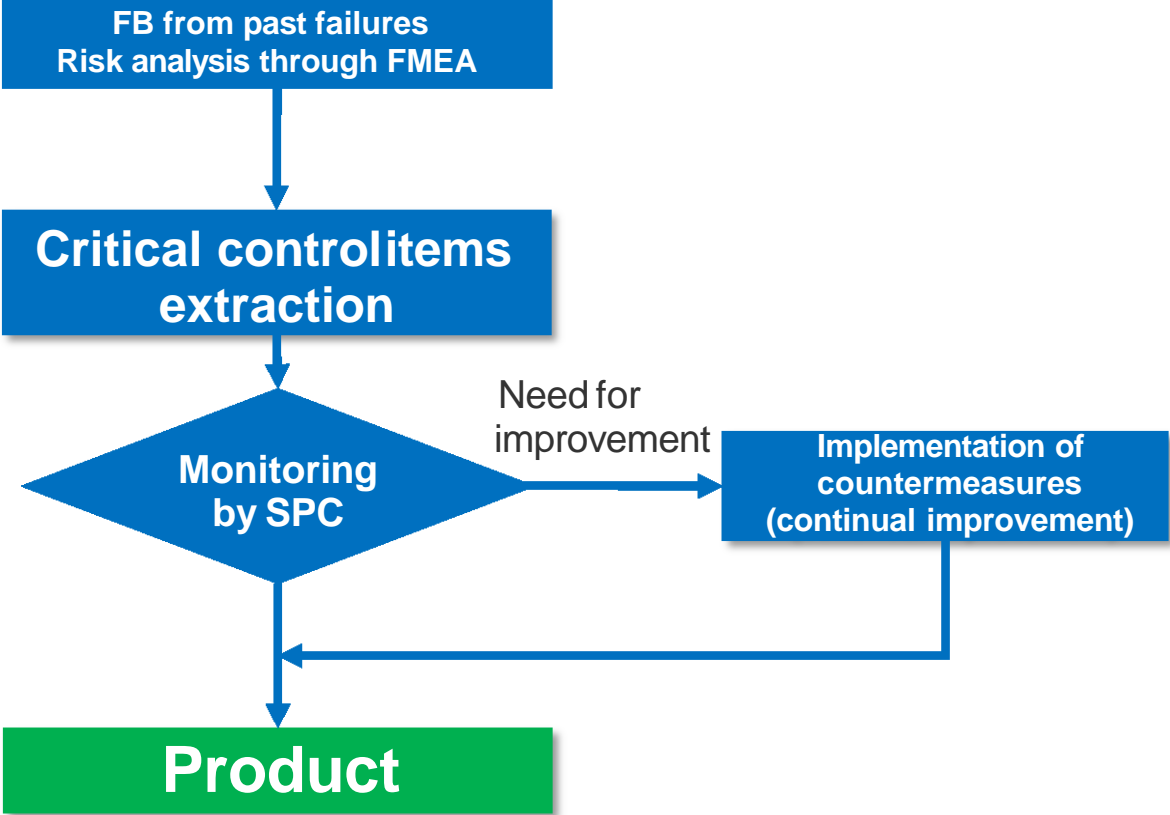 FB from past failures
Risk analysis through FMEA
Critical controlitems
extraction
Monitoring
by SPC
Need for
improvement
Implementation of
countermeasures
(continual improvement)
Product